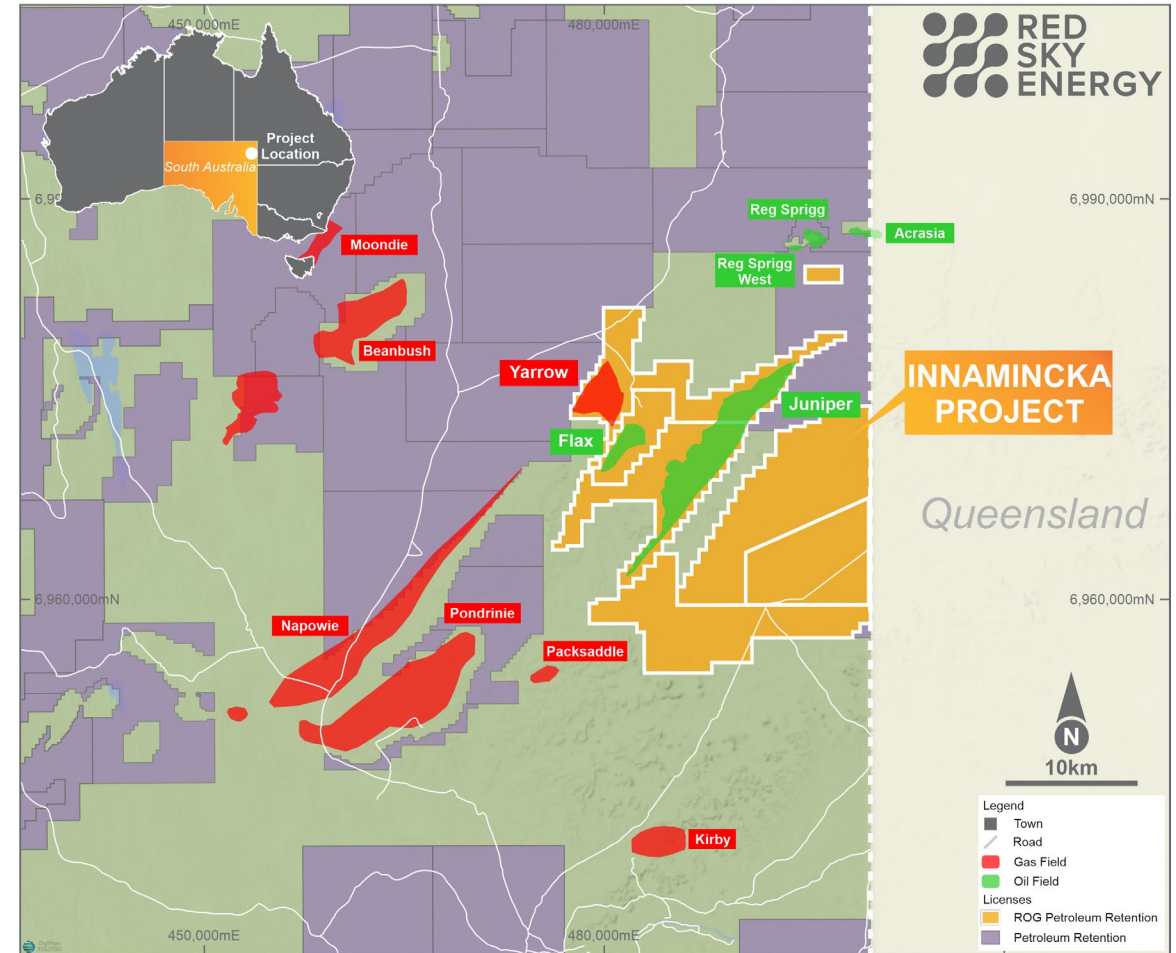 450,000mE
480,000mE
RED
SKY
ENERGY
Project
Location
South Australia
6,99
6,990,000mN
Reg Sprigg
Acrasia
Moondie
Reg Sprigg
West
Beanbush
Yarrow
INNAMINCKA
PROJECT
Juniper
Flax
Queensland
6,960,000mN
6,960,000mN
Napowie
Pondrinie
Packsaddle
N
10km
Kirby
Legend
Town
Road
Gas Field
Oil Field
Licenses
ROG Petroleum Retention
Petroleum Retention
450,000mE
480,000mE